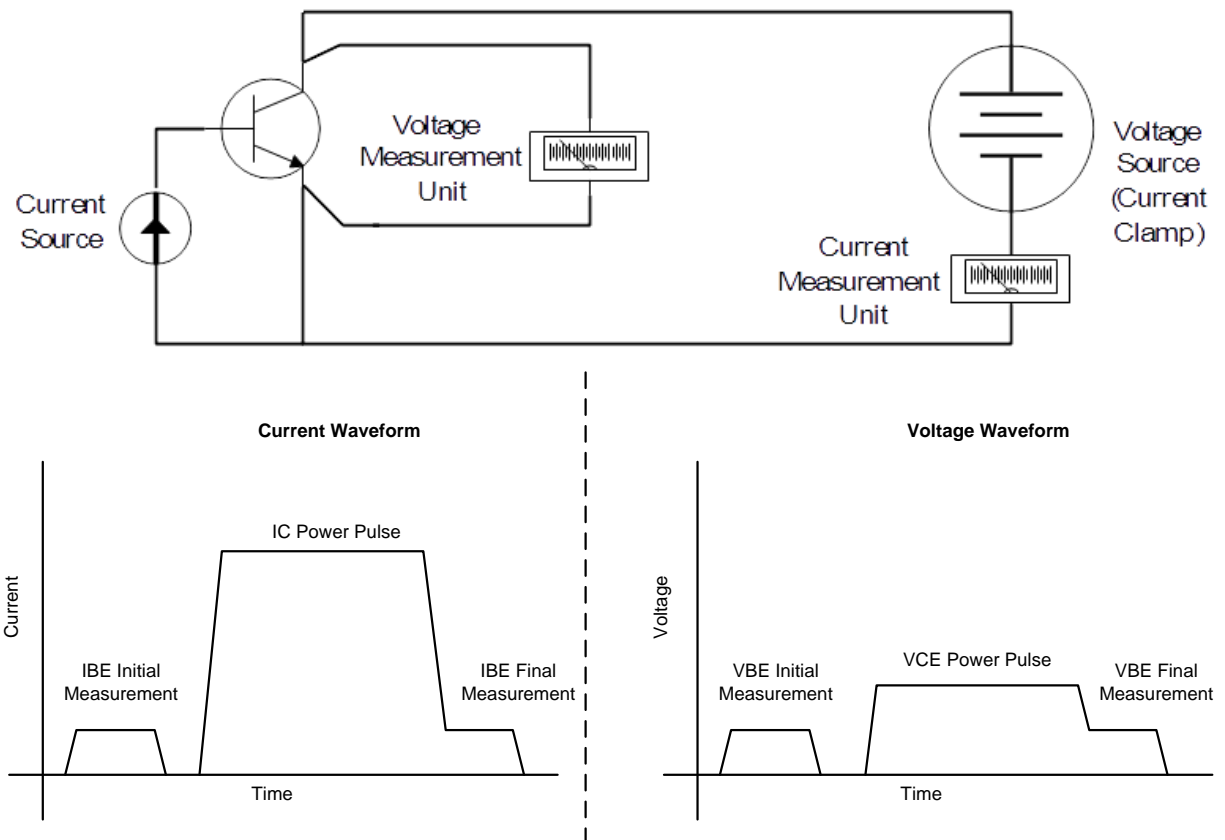 Voltage
Measurement
Unit
Voltage
Source
(Current
Clamp)
Current
Source
Current
Measurement
Unit
Current Waveform
Current
IC Power Pulse
IBE Initial
Measurement
IBE Final
Measurement
Time
Voltage Waveform
Voltage
VCE Power Pulse
VBE Initial
Measurement
VBE Final
Measurement
Time